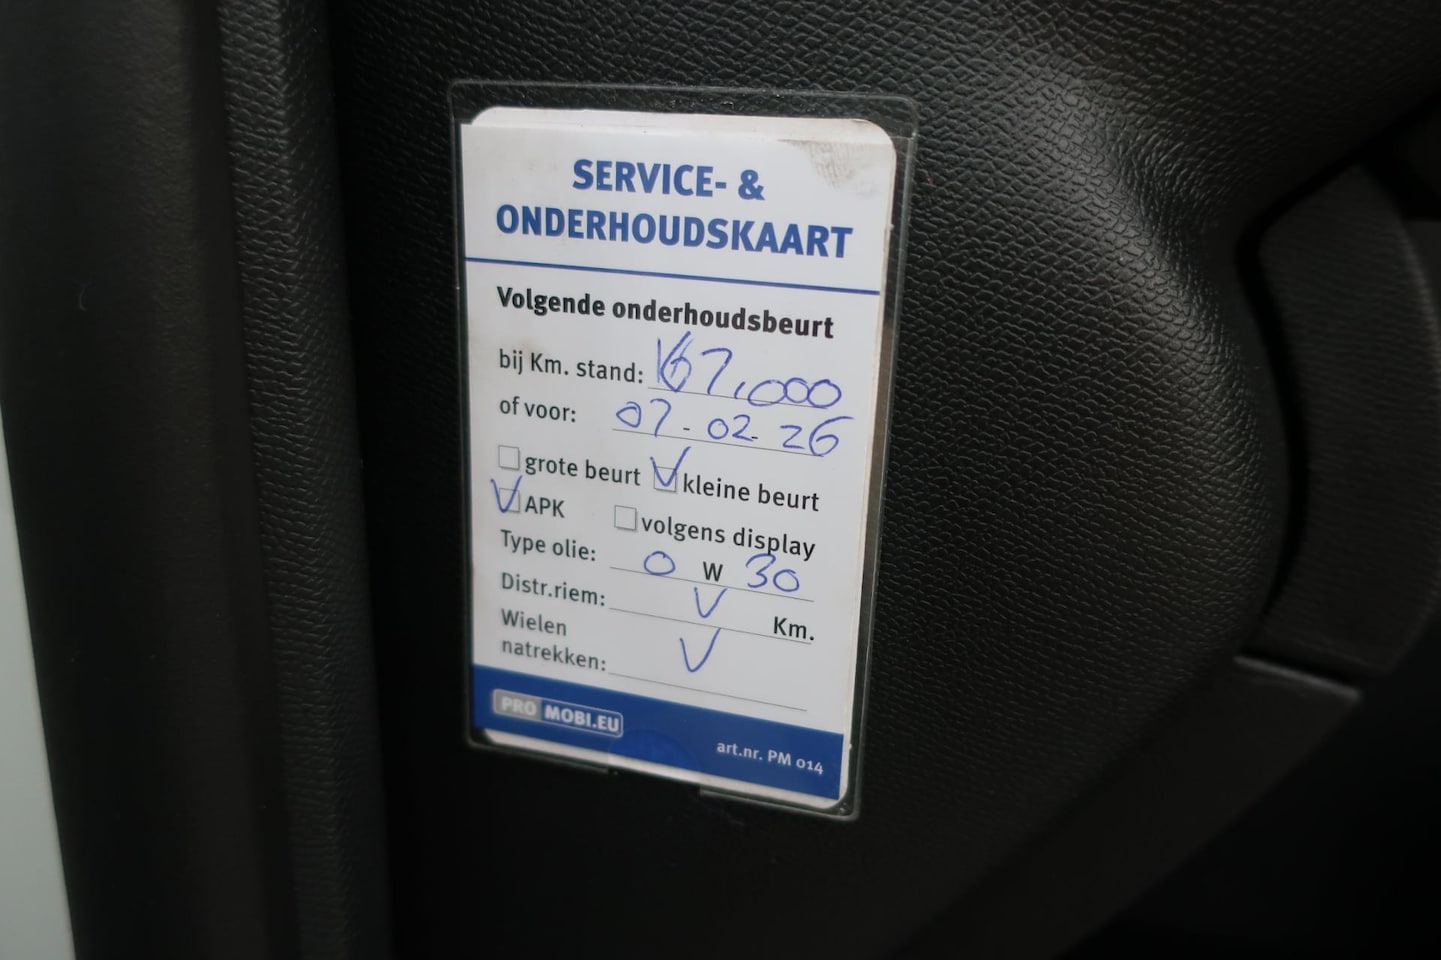 SERVICE- &
ONDERHOUDSKAART
Volgende onderhoudsbeurt
bij Km. stand: 167.000
of voor: 07-02-26
grote beurt V kleine beurt
V APK volgens display
Type olie: 0 W 30
Distr.riem: V Km.
Wielen
natrekken: V
PRO MOBI.EU
art.nr. PM 014